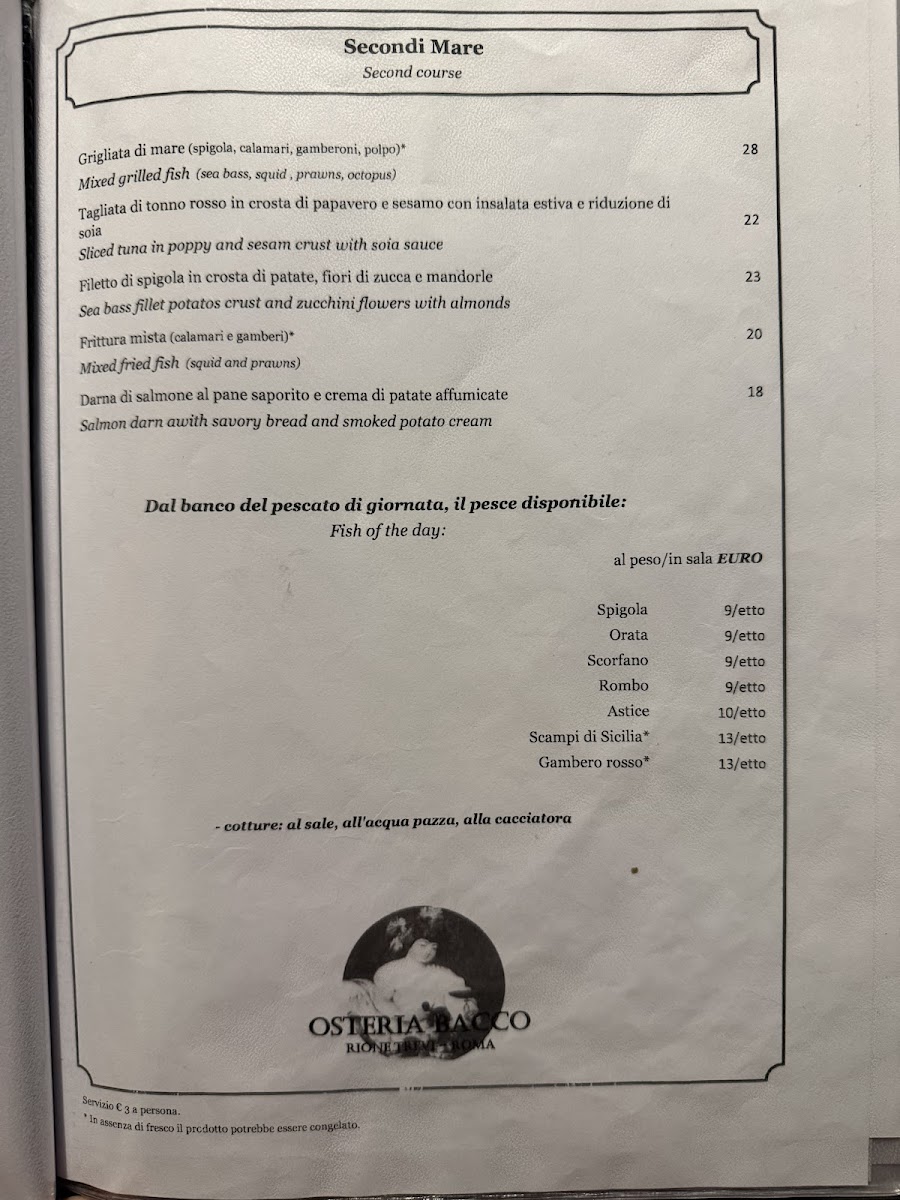 Secondi Mare
Second course
Grigliata di mare (spigola, calamari, gamberoni, polpo)* 28
Mixed grilled fish (sea bass, squid , prawns, octopus)
Tagliata di tonno rosso in crosta di papavero e sesamo con insalata estiva e riduzione di
soia 22
Sliced tuna in poppy and sesam crust with soia sauce
Filetto di spigola in crosta di patate, fiori di zucca e mandorle 23
Sea bass fillet potatos crust and zucchini flowers with almonds
Frittura mista (calamari e gamberi)* 20
Mixed fried fish (squid and prawns)
Darna di salmone al pane saporito e crema di patate affumicate 18
Salmon darn awith savory bread and smoked potato cream
Dal banco del pescato di giornata, il pesce disponibile:
Fish of the day:
al peso/in sala EURO
Spigola 9/etto
Orata 9/etto
Scorfano 9/etto
Rombo 9/etto
Astice 10/etto
Scampi di Sicilia* 13/etto
Gambero rosso* 13/etto
- cotture: al sale, all'acqua pazza, alla cacciatora
OSTERIA BACCO
RIONE TREVI - ROMA
Servizio € 3 a persona.
* In assenza di fresco il prodotto potrebbe essere congelato.